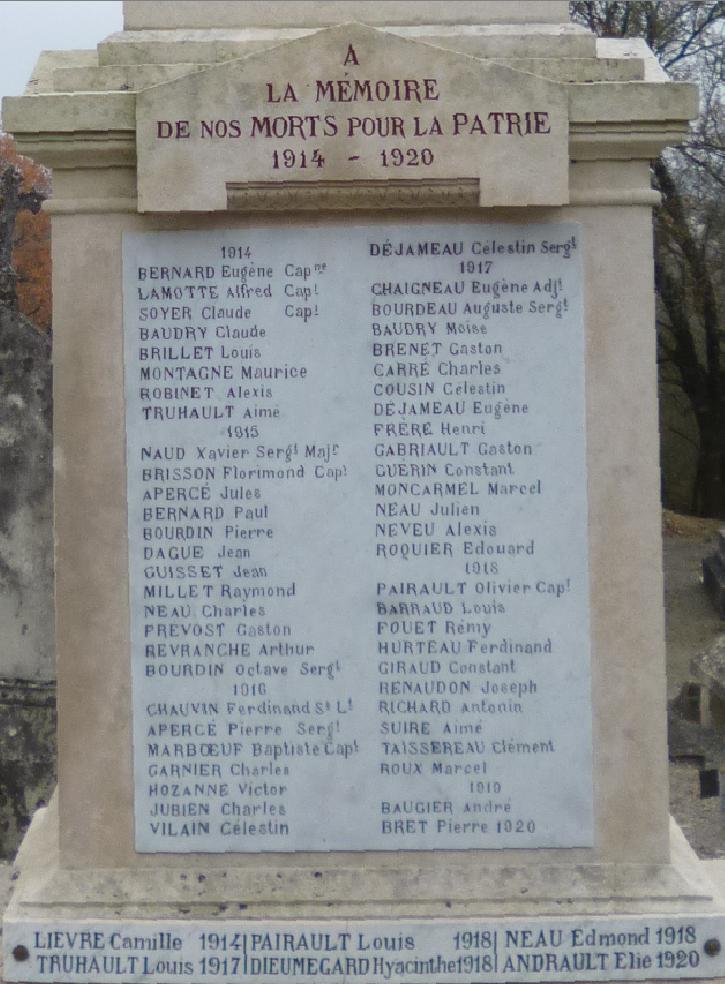 A
LA MÉMOIRE
DE NOS MORTS POUR LA PATRIE
1914 - 1920
1914
BERNARD Eugène Capne
LAMOTTE Alfred Capl
SOYER Claude Capl
BAUDRY Claude
BRILLET Louis
MONTAGNE Maurice
ROBINET Alexis
TRUHAULT Aimé
1915
NAUD Xavier Sergt Majr
BRISSON Florimond Capl
APERCÉ Jules
BERNARD Paul
BOURDIN Pierre
DAGUE Jean
GUISSET Jean
MILLET Raymond
NEAU Charles
PREVOST Gaston
REVRANCHE Arthur
BOURDIN Octave Sergt
1916
CHAUVIN Ferdinand Ss Lt
APERCÉ Pierre Sergt
MARBŒUF Baptiste Capl
GARNIER Charles
HOZANNE Victor
JUBIEN Charles
VILAIN Célestin
DÉJAMEAU Célestin Sergt
1917
CHAIGNEAU Eugène Adjt
BOURDEAU Auguste Sergt
BAUDRY Moïse
BRENET Gaston
CARRÉ Charles
COUSIN Célestin
DÉJAMEAU Eugène
FRÈRE Henri
GABRIAULT Gaston
GUÉRIN Constant
MONCARMEL Marcel
NEAU Julien
NEVEU Alexis
ROQUIER Edouard
1918
PAIRAULT Olivier Capl
BARRAUD Louis
FOUET Rémy
HURTEAU Ferdinand
GIRAUD Constant
RENAUDON Joseph
RICHARD Antonin
SUIRE Aimé
TAISSEREAU Clément
ROUX Marcel
1919
BAUGIER André
BRET Pierre 1920
LIEVRE Camille 1914 PAIRAULT Louis 1918 NEAU Edmond 1918
TRUHAULT Louis 1917 DIEUMEGARD Hyacinthe 1918 ANDRAULT Elie 1920